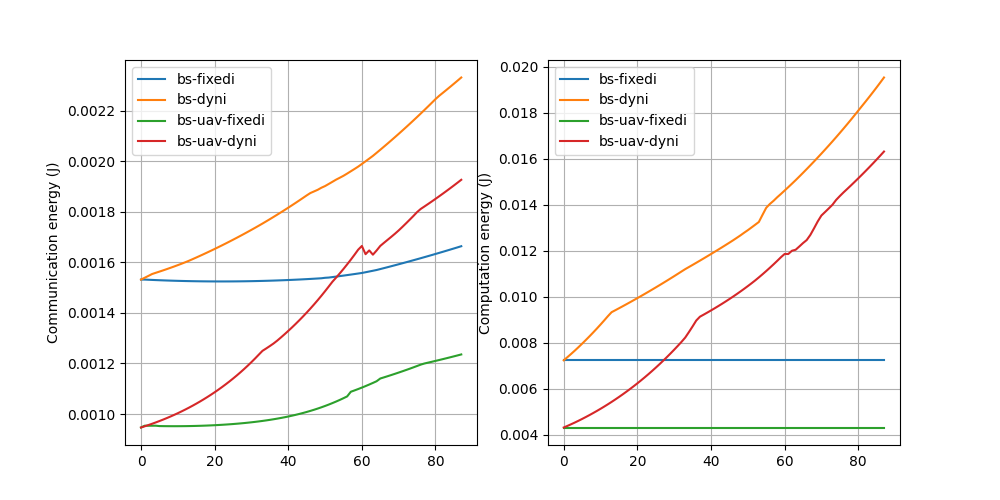 Communication energy (J)
0.0022
0.0020
0.0018
0.0016
0.0014
0.0012
0.0010
0
20
40
60
80
bs-fixedi
bs-dyni
bs-uav-fixedi
bs-uav-dyni
Computation energy (J)
0.020
0.018
0.016
0.014
0.012
0.010
0.008
0.006
0.004
0
20
40
60
80
bs-fixedi
bs-dyni
bs-uav-fixedi
bs-uav-dyni